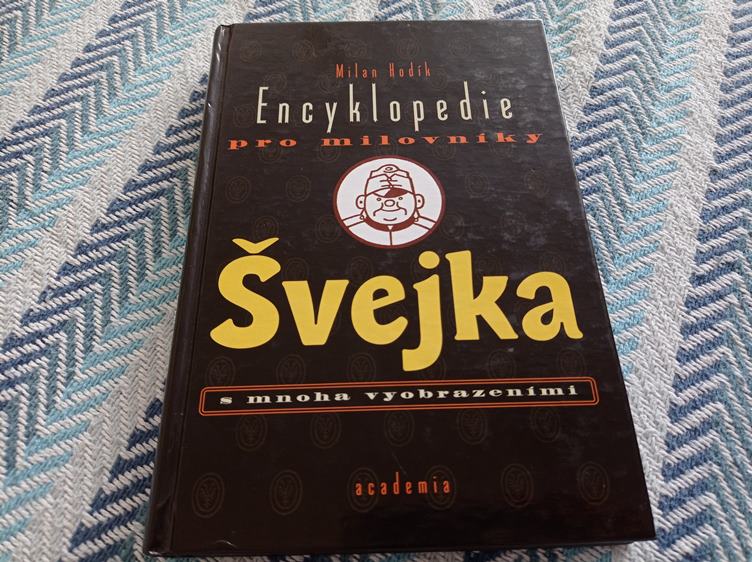 Milan Hodík
Encyklopedie
pro milovníky
Švejka
s mnoha vyobrazeními
academia